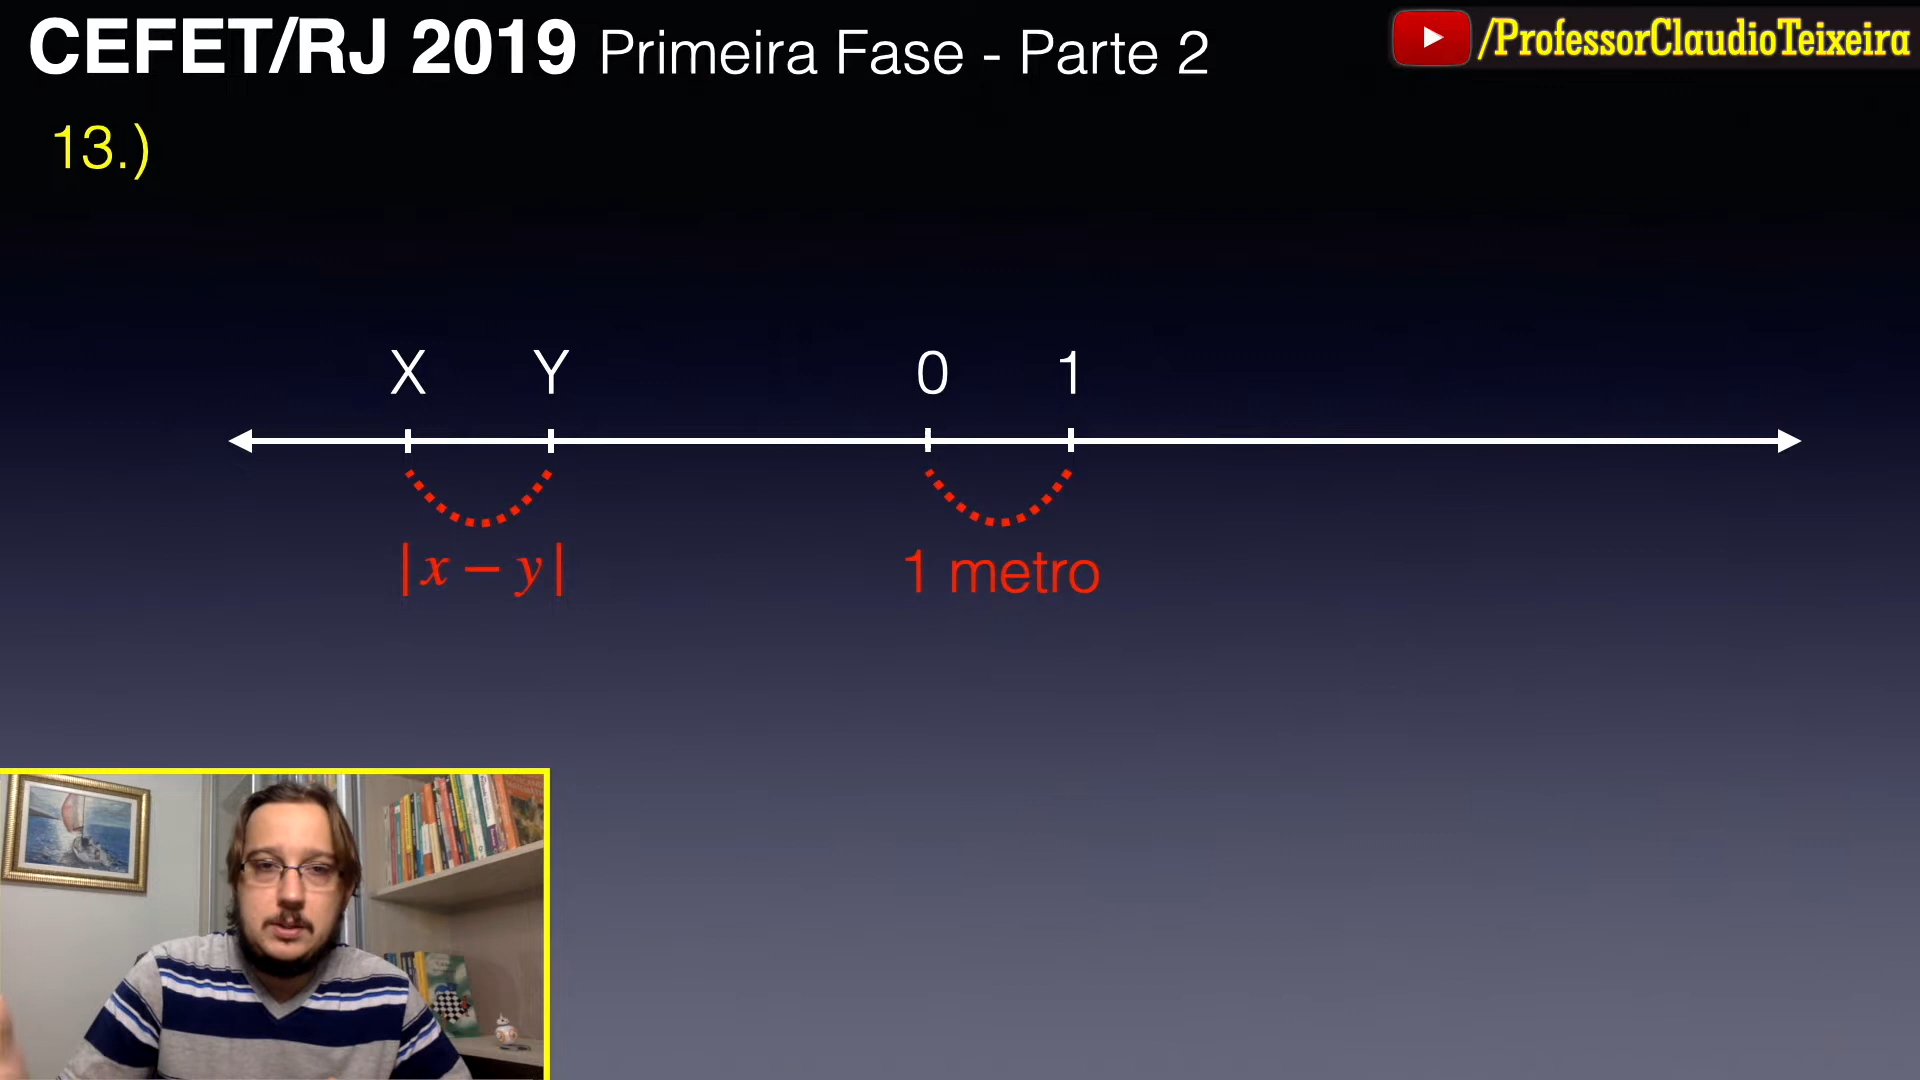 CEFET/RJ 2019 Primeira Fase - Parte 2
/ProfessorClaudioTeixeira
13.)
X Y 0 1
|x − y| 1 metro